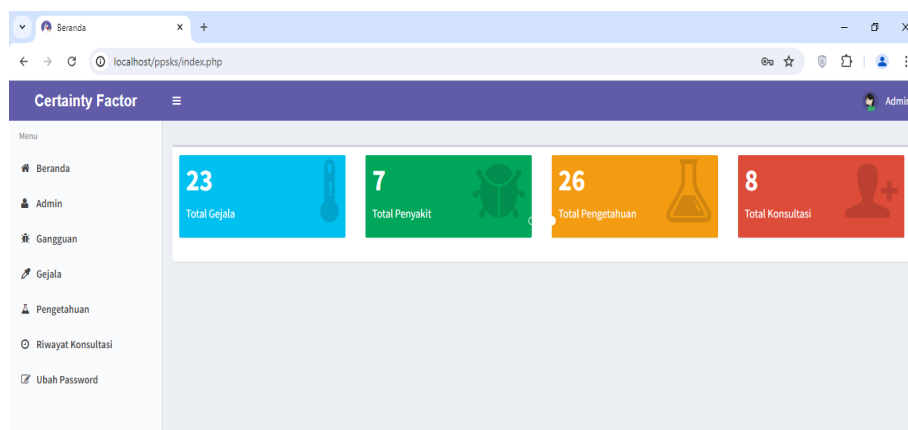 Beranda
localhost/ppsks/index.php
Certainty Factor
Admin
Menu
Beranda
Admin
Gangguan
Gejala
Pengetahuan
Riwayat Konsultasi
Ubah Password
23
Total Gejala
7
Total Penyakit
26
Total Pengetahuan
8
Total Konsultasi